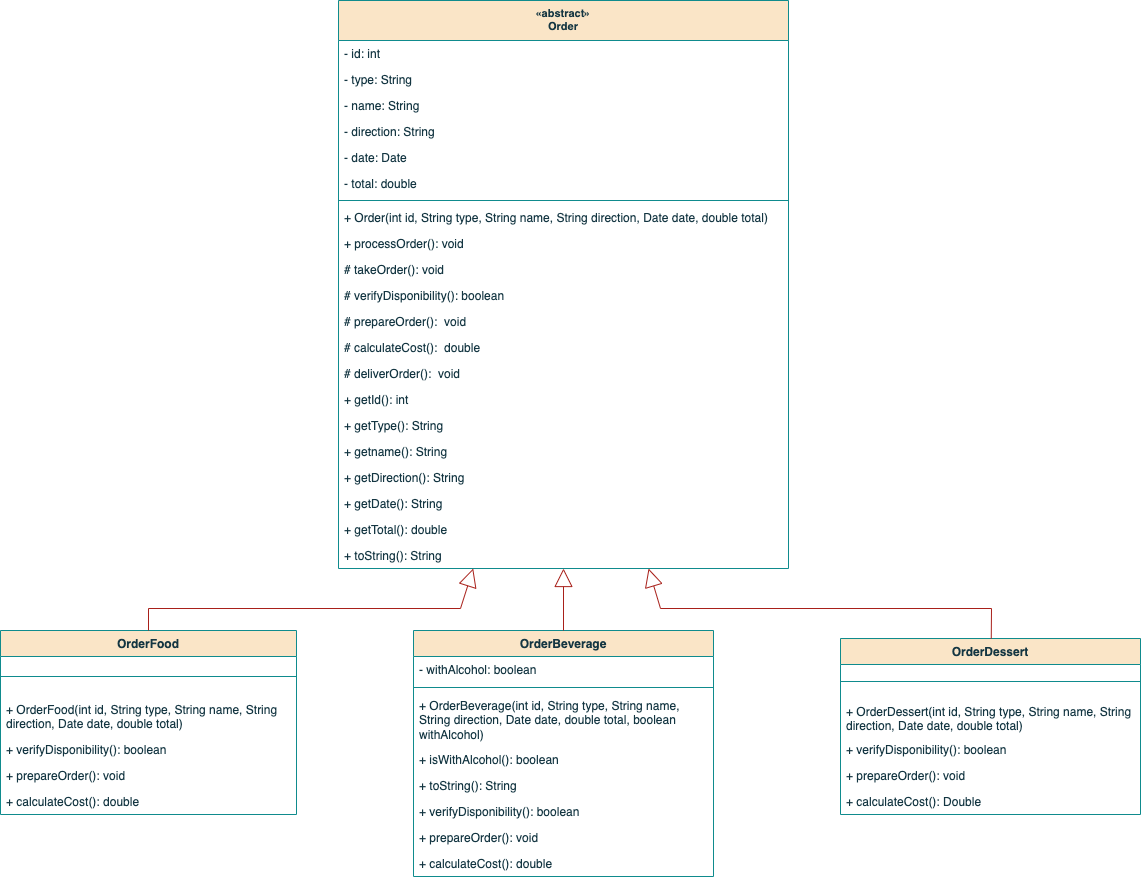 «abstract»
Order
- id: int
- type: String
- name: String
- direction: String
- date: Date
- total: double
+ Order(int id, String type, String name, String direction, Date date, double total)
+ processOrder(): void
# takeOrder(): void
# verifyDisponibility(): boolean
# prepareOrder():  void
# calculateCost():  double
# deliverOrder():  void
+ getId(): int
+ getType(): String
+ getname(): String
+ getDirection(): String
+ getDate(): String
+ getTotal(): double
+ toString(): String
OrderFood
+ OrderFood(int id, String type, String name, String
direction, Date date, double total)
+ verifyDisponibility(): boolean
+ prepareOrder(): void
+ calculateCost(): double
OrderBeverage
- withAlcohol: boolean
+ OrderBeverage(int id, String type, String name,
String direction, Date date, double total, boolean
withAlcohol)
+ isWithAlcohol(): boolean
+ toString(): String
+ verifyDisponibility(): boolean
+ prepareOrder(): void
+ calculateCost(): double
OrderDessert
+ OrderDessert(int id, String type, String name, String
direction, Date date, double total)
+ verifyDisponibility(): boolean
+ prepareOrder(): void
+ calculateCost(): Double